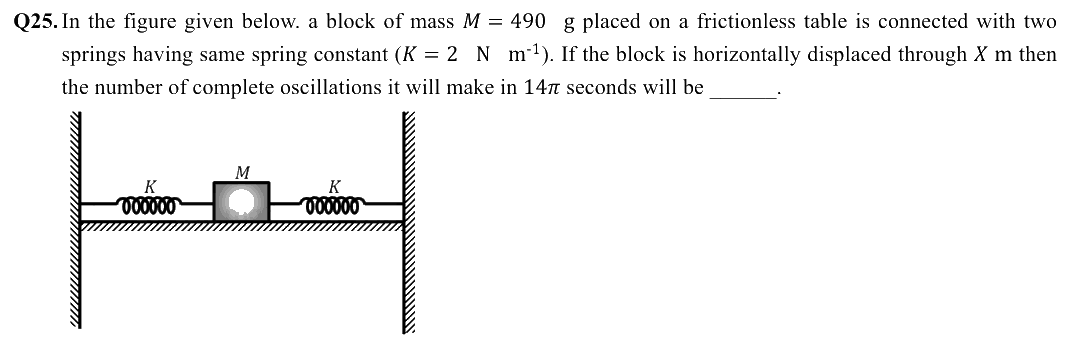 Q25. In the figure given below. a block of mass M = 490 g placed on a frictionless table is connected with two
springs having same spring constant (K = 2 N m⁻¹). If the block is horizontally displaced through X m then
the number of complete oscillations it will make in 14π seconds will be ______.
M
K K